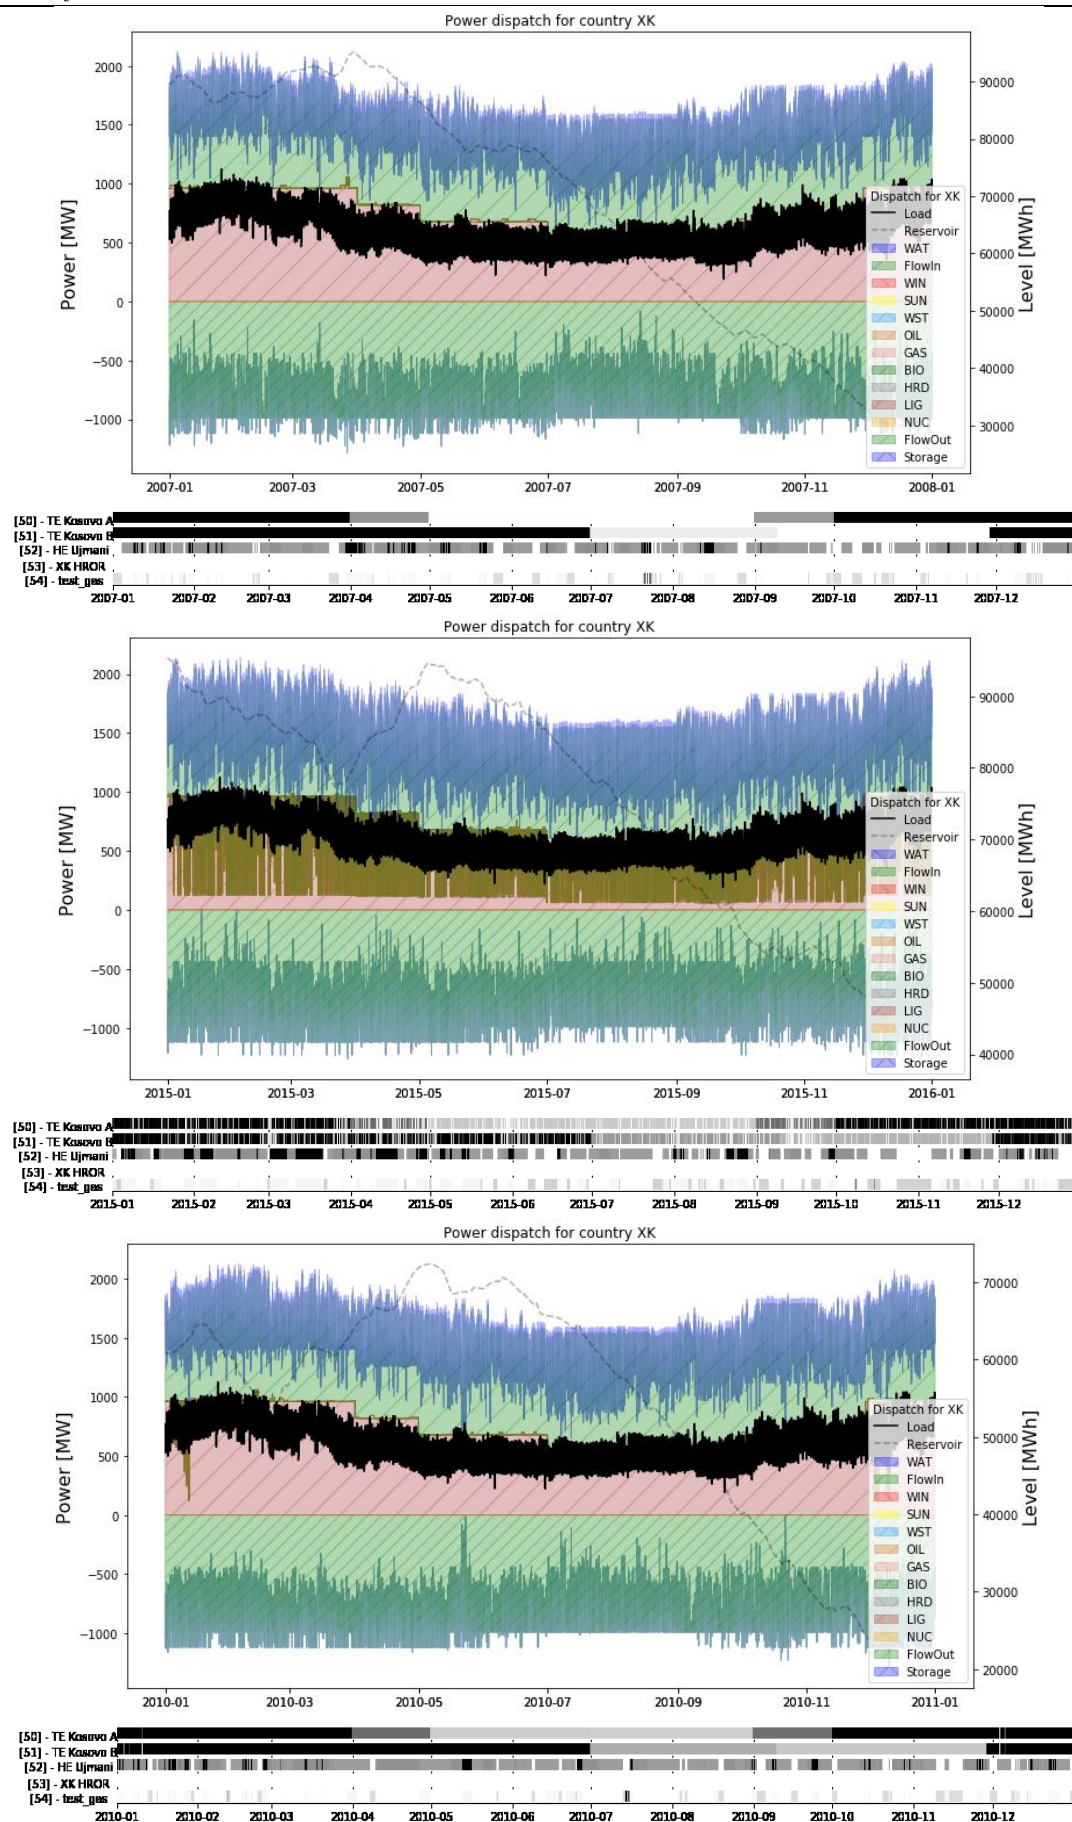 Power dispatch for country XK
Power [MW]
2000
1500
1000
500
0
−500
−1000
Level [MWh]
90000
80000
70000
60000
50000
40000
30000
Dispatch for XK
Load
Reservoir
WAT
FlowIn
WIN
SUN
WST
OIL
GAS
BIO
HRD
LIG
NUC
FlowOut
Storage
2007-01 2007-03 2007-05 2007-07 2007-09 2007-11 2008-01
[50] - TE Kosovo A
[51] - TE Kosovo B
[52] - HE Ujmani
[53] - XK HROR
[54] - test_gas
2007-01 2007-02 2007-03 2007-04 2007-05 2007-06 2007-07 2007-08 2007-09 2007-10 2007-11 2007-12
Power dispatch for country XK
Power [MW]
2000
1500
1000
500
0
−500
−1000
Level [MWh]
90000
80000
70000
60000
50000
40000
Dispatch for XK
Load
Reservoir
WAT
FlowIn
WIN
SUN
WST
OIL
GAS
BIO
HRD
LIG
NUC
FlowOut
Storage
2015-01 2015-03 2015-05 2015-07 2015-09 2015-11 2016-01
[50] - TE Kosovo A
[51] - TE Kosovo B
[52] - HE Ujmani
[53] - XK HROR
[54] - test_gas
2015-01 2015-02 2015-03 2015-04 2015-05 2015-06 2015-07 2015-08 2015-09 2015-10 2015-11 2015-12
Power dispatch for country XK
Power [MW]
2000
1500
1000
500
0
−500
−1000
Level [MWh]
70000
60000
50000
40000
30000
20000
Dispatch for XK
Load
Reservoir
WAT
FlowIn
WIN
SUN
WST
OIL
GAS
BIO
HRD
LIG
NUC
FlowOut
Storage
2010-01 2010-03 2010-05 2010-07 2010-09 2010-11 2011-01
[50] - TE Kosovo A
[51] - TE Kosovo B
[52] - HE Ujmani
[53] - XK HROR
[54] - test_gas
2010-01 2010-02 2010-03 2010-04 2010-05 2010-06 2010-07 2010-08 2010-09 2010-10 2010-11 2010-12